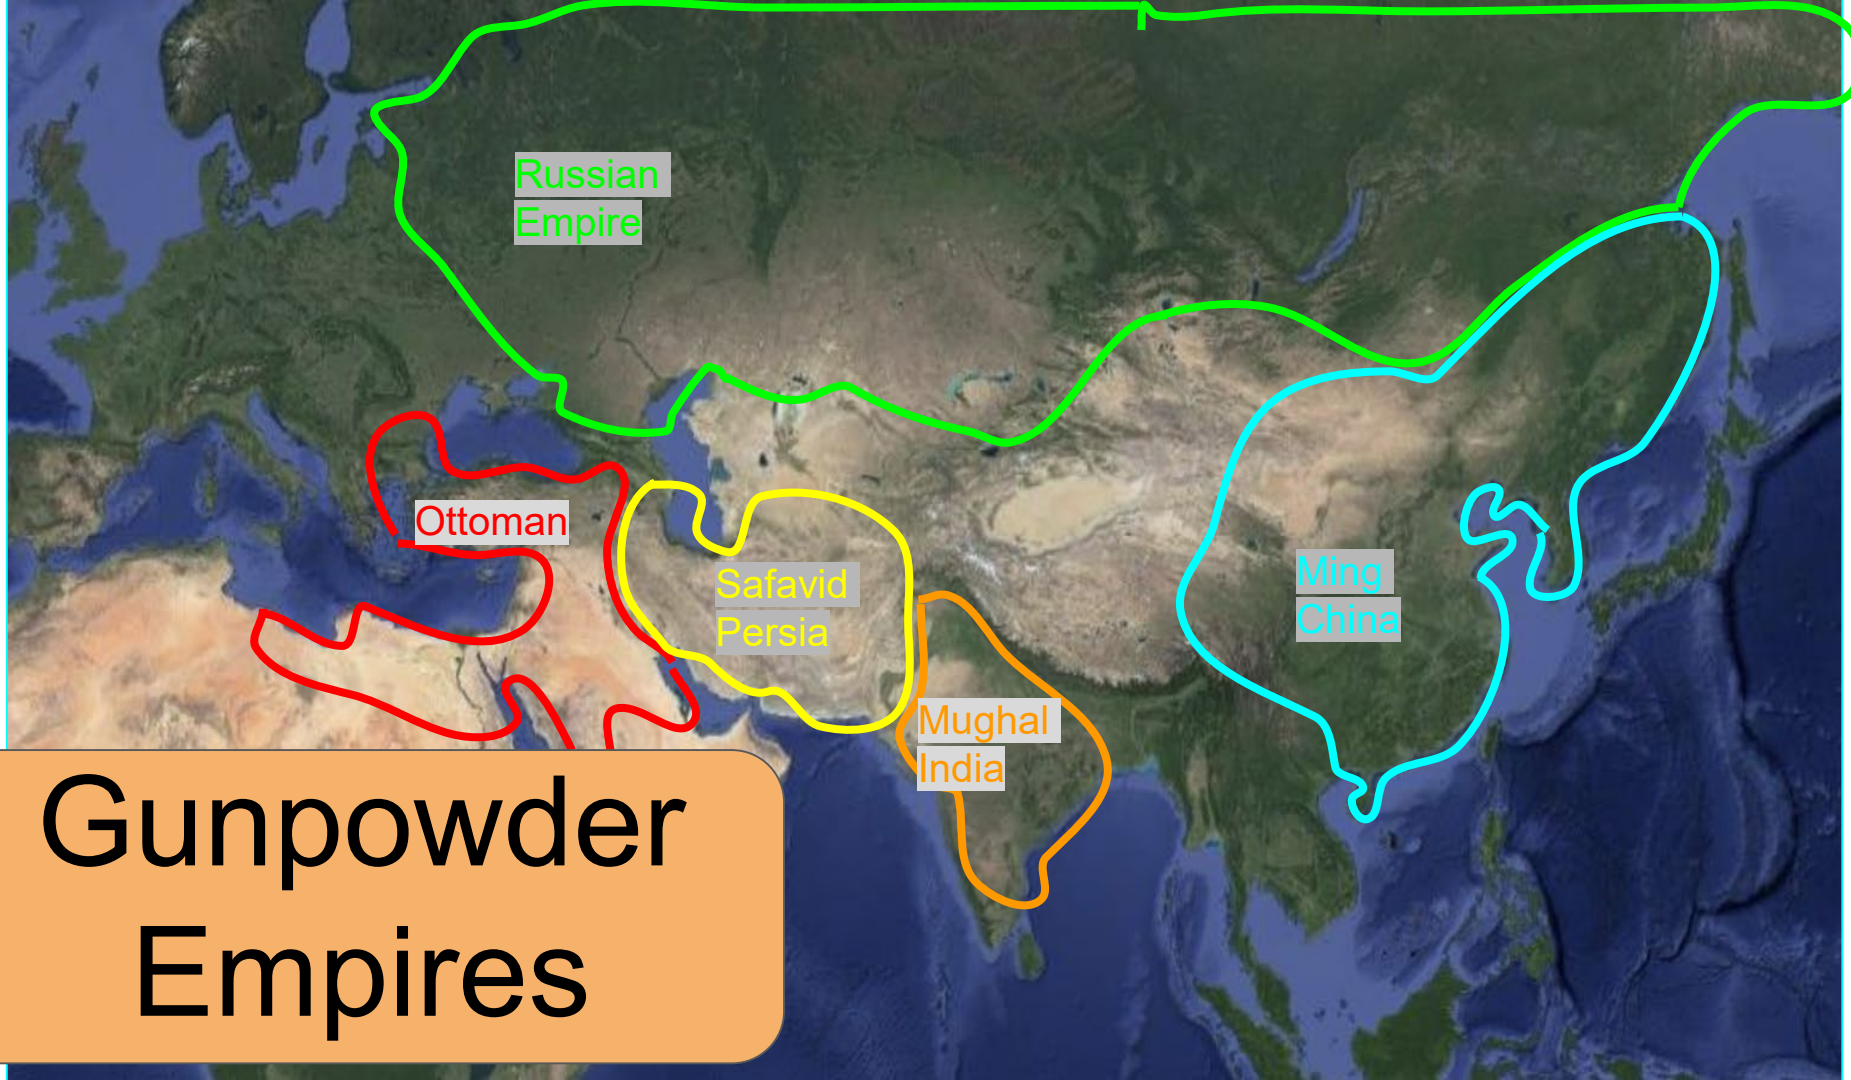 Russian
Empire
Ottoman
Safavid
Persia
Ming
China
Mughal
India
Gunpowder
Empires